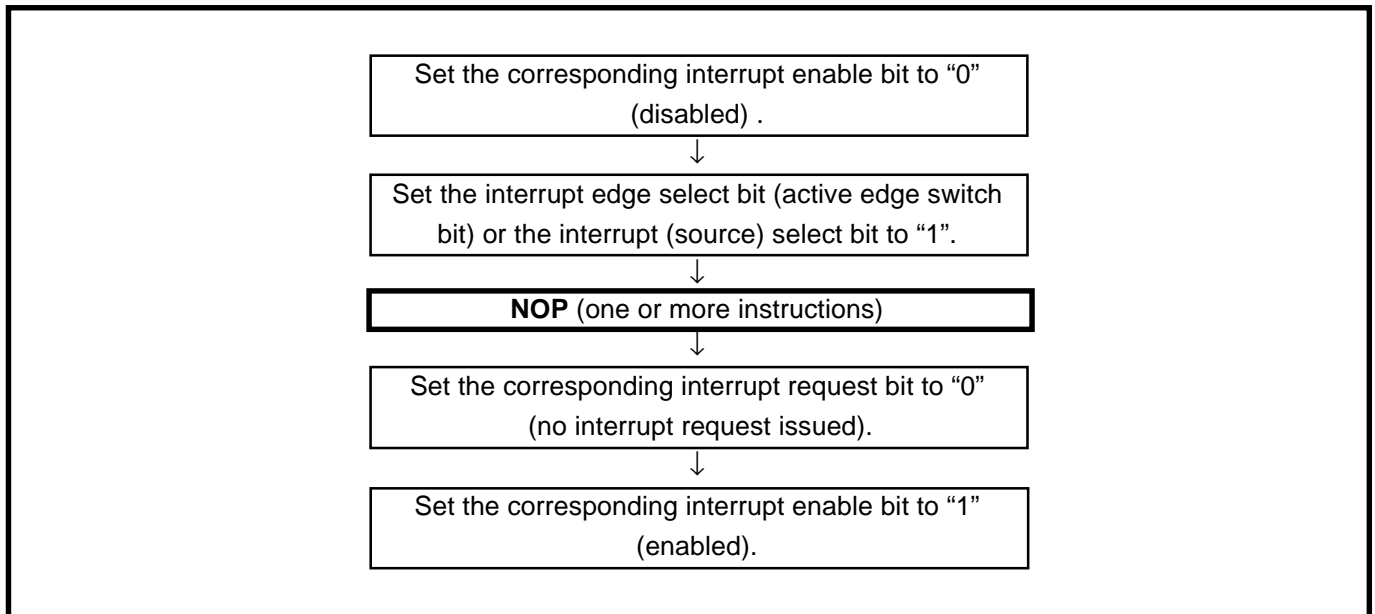 Set the corresponding interrupt enable bit to “0”
(disabled) .
↓
Set the interrupt edge select bit (active edge switch
bit) or the interrupt (source) select bit to “1”.
↓
NOP (one or more instructions)
↓
Set the corresponding interrupt request bit to “0”
(no interrupt request issued).
↓
Set the corresponding interrupt enable bit to “1”
(enabled).